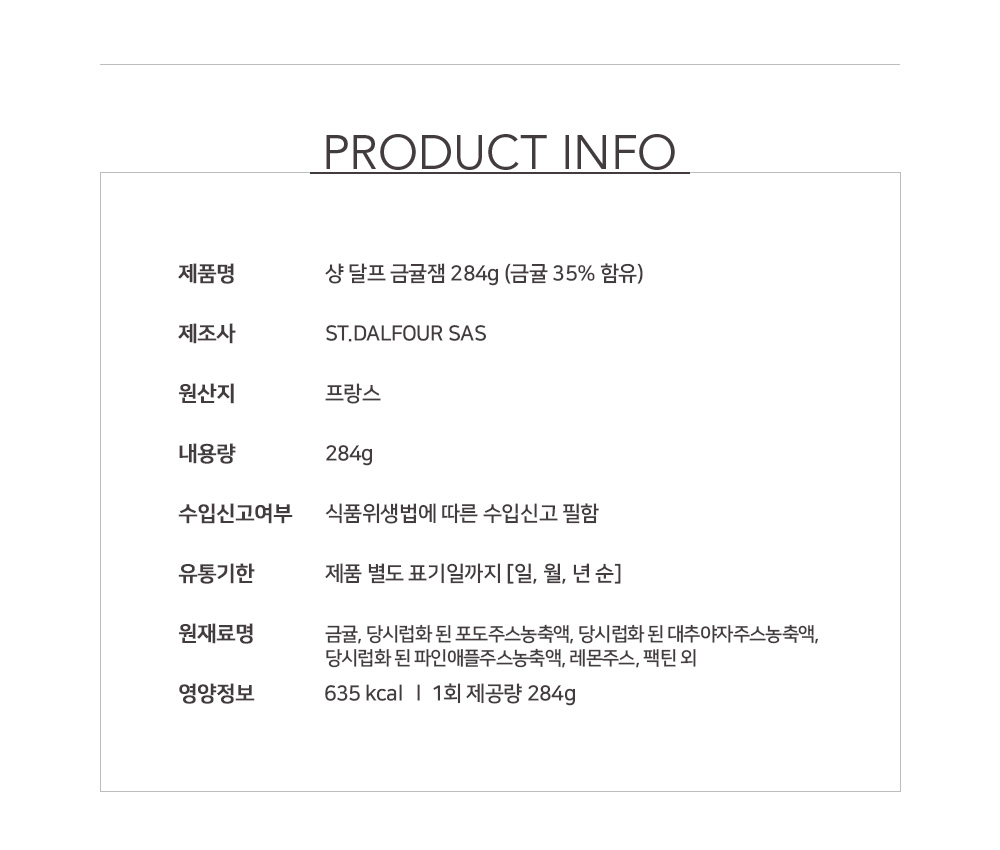 PRODUCT INFO
제품명 샹 달프 금귤잼 284g (금귤 35% 함유)
제조사 ST.DALFOUR SAS
원산지 프랑스
내용량 284g
수입신고여부 식품위생법에 따른 수입신고 필함
유통기한 제품 별도 표기일까지 [일, 월, 년 순]
원재료명 금귤, 당시럽화 된 포도주스농축액, 당시럽화 된 대추야자주스농축액,
당시럽화 된 파인애플주스농축액, 레몬주스, 팩틴 외
영양정보 635 kcal ㅣ 1회 제공량 284g